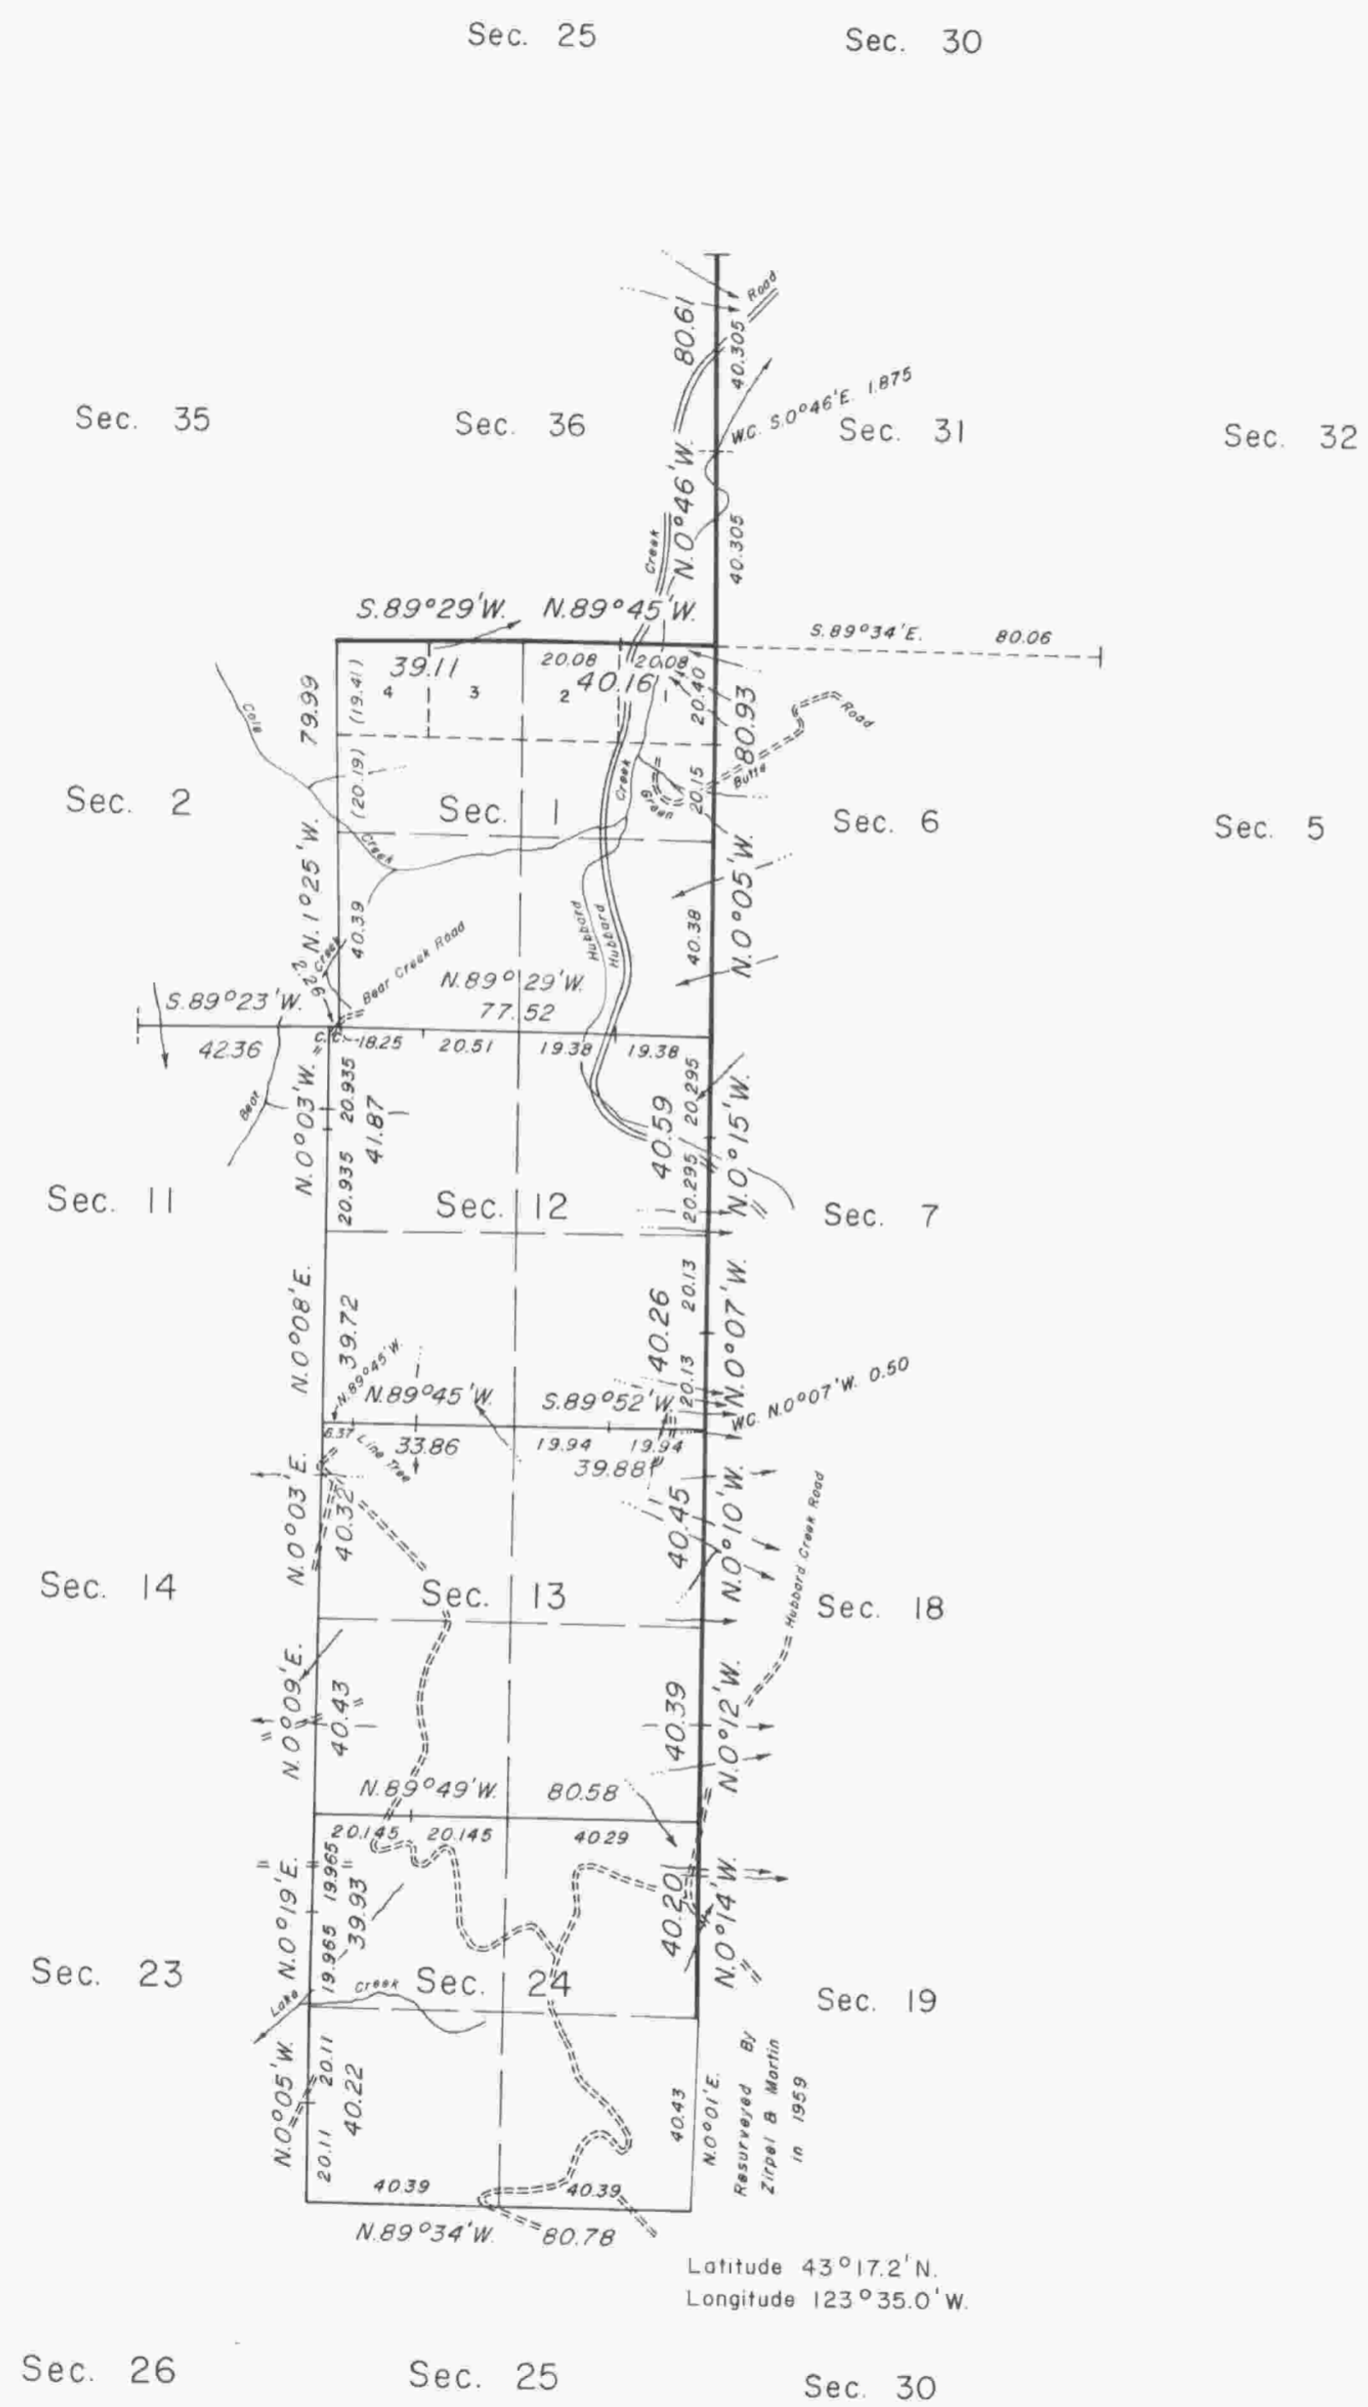 Sec. 25
Sec. 30
Road
80.61
40.305
W.C. S.0°46'E. 1.875
Sec. 35
Sec. 36
Sec. 31
Sec. 32
N.0°46'W.
40.305
Creek
S.89°29'W.
N.89°45'W.
S.89°34'E.
80.06
39.11
20.08
20.08
40.16
4
3
2
1
79.99
(19.41)
20.40
80.93
Road
Cole
(20.19)
Creek
Green
20.15
Butte
Sec. 2
Sec. 1
Sec. 6
Sec. 5
Creek
N.1°25'W.
40.39
Hubbard
Hubbard
40.38
N.0°05'W.
Creek
Bear Creek Road
2.26
S.89°23'W.
N.89°29'W.
77.52
42.36
C.C.
18.25
20.51
19.38
19.38
Bear
N.0°03'W.
20.935
41.87
20.935
40.59
20.295
20.295
N.0°15'W.
Sec. 11
Sec. 12
Sec. 7
N.0°08'E.
39.72
40.26
20.13
20.13
N.0°07'W.
N.89°45'W.
N.89°45'W.
S.89°52'W.
W.C. N.0°07'W. 0.50
6.37
Line Tree
33.86
19.94
19.94
39.88
N.0°03'E.
40.32
40.45
N.0°10'W.
Hubbard Creek Road
Sec. 14
Sec. 13
Sec. 18
N.0°09'E.
40.43
40.39
N.0°12'W.
N.89°49'W.
80.58
20.145
20.145
40.29
N.0°19'E.
19.965
19.965
39.93
40.20
N.0°14'W.
Sec. 23
Lake
Creek
Sec. 24
Sec. 19
N.0°05'W.
20.11
20.11
40.22
40.43
N.0°01'E.
Resurveyed By
Zirpel & Martin
in 1959
40.39
40.39
N.89°34'W.
80.78
Latitude 43°17.2'N.
Longitude 123°35.0'W.
Sec. 26
Sec. 25
Sec. 30